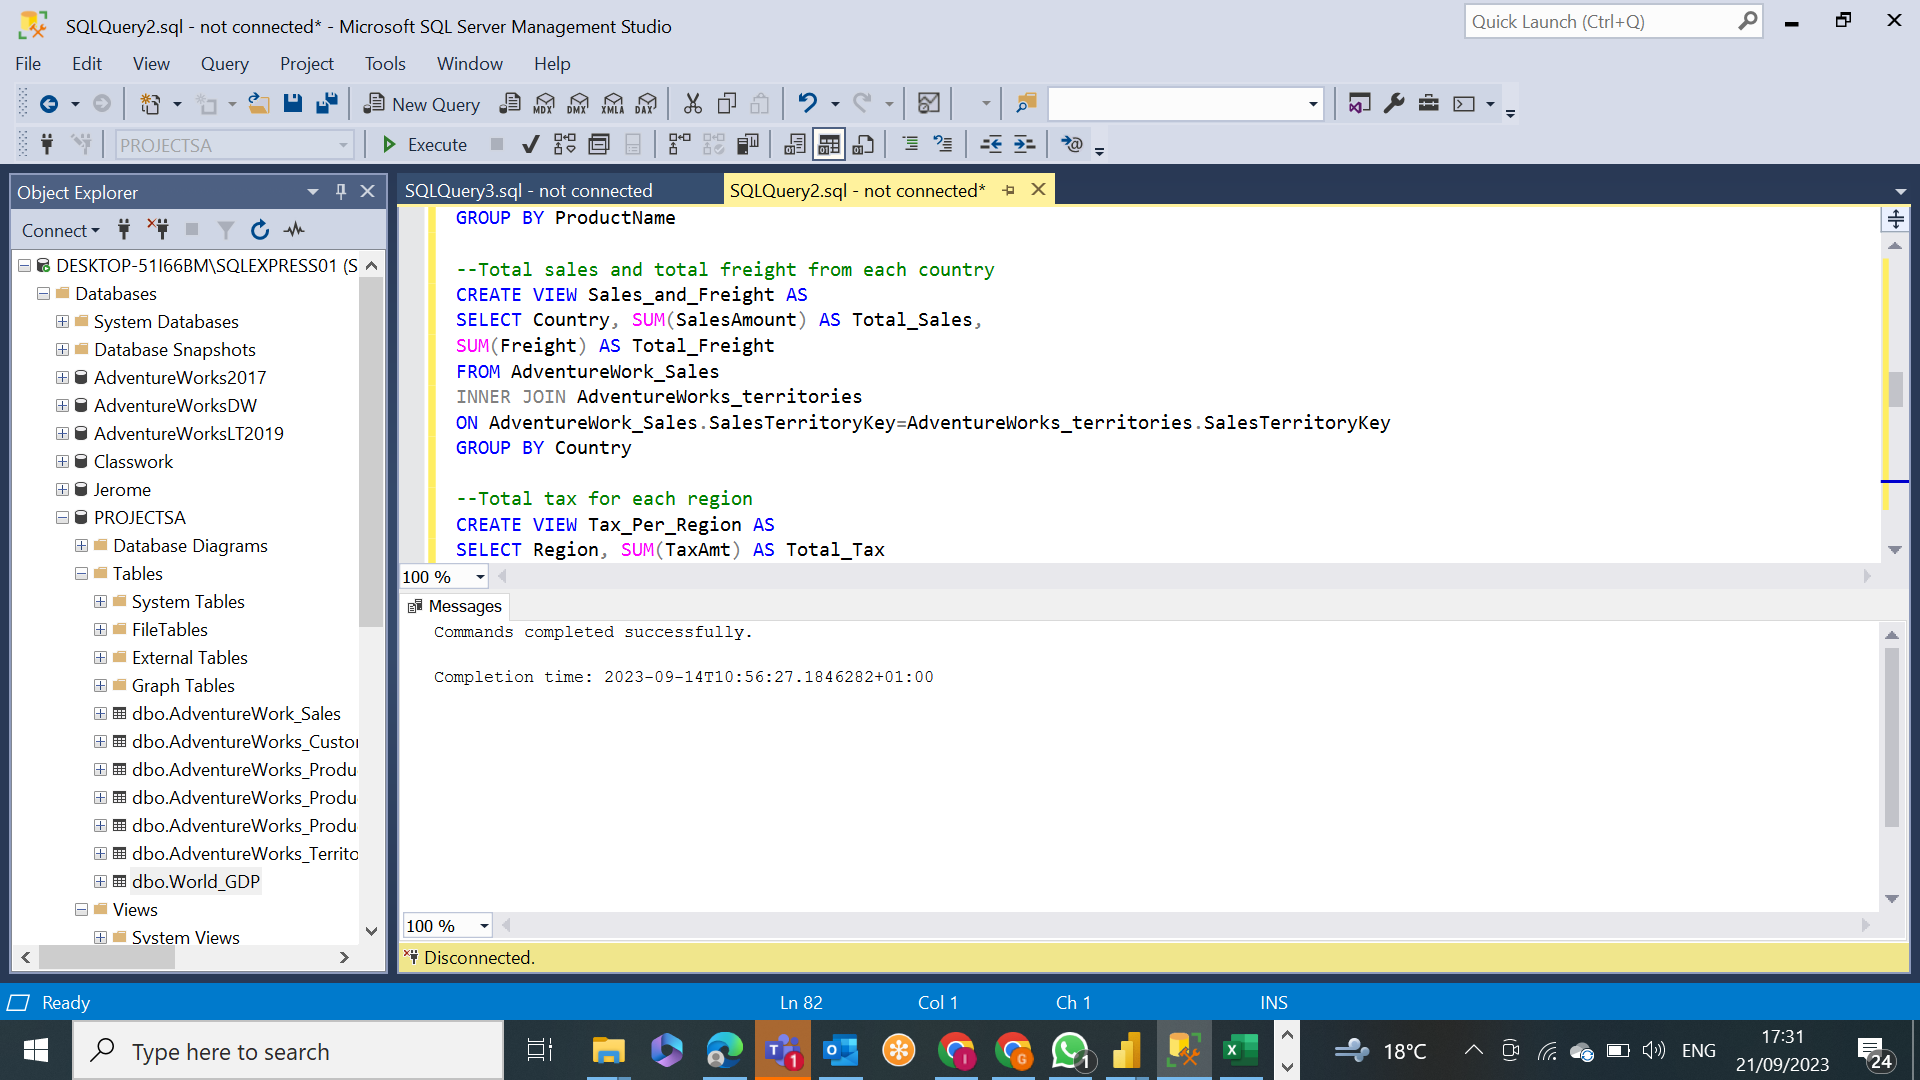 SQLQuery2.sql - not connected* - Microsoft SQL Server Management Studio
Quick Launch (Ctrl+Q)
File Edit View Query Project Tools Window Help
New Query MDX DMX XMLA DAX
PROJECTSA Execute
Object Explorer
SQLQuery3.sql - not connected
SQLQuery2.sql - not connected*
Connect
DESKTOP-51I66BM\SQLEXPRESS01 (S
Databases
System Databases
Database Snapshots
AdventureWorks2017
AdventureWorksDW
AdventureWorksLT2019
Classwork
Jerome
PROJECTSA
Database Diagrams
Tables
System Tables
FileTables
External Tables
Graph Tables
dbo.AdventureWork_Sales
dbo.AdventureWorks_Custor
dbo.AdventureWorks_Produ
dbo.AdventureWorks_Produ
dbo.AdventureWorks_Produ
dbo.AdventureWorks_Territo
dbo.World_GDP
Views
System Views
GROUP BY ProductName
--Total sales and total freight from each country
CREATE VIEW Sales_and_Freight AS
SELECT Country, SUM(SalesAmount) AS Total_Sales,
SUM(Freight) AS Total_Freight
FROM AdventureWork_Sales
INNER JOIN AdventureWorks_territories
ON AdventureWork_Sales.SalesTerritoryKey=AdventureWorks_territories.SalesTerritoryKey
GROUP BY Country
--Total tax for each region
CREATE VIEW Tax_Per_Region AS
SELECT Region, SUM(TaxAmt) AS Total_Tax
100 %
Messages
Commands completed successfully.
Completion time: 2023-09-14T10:56:27.1846282+01:00
100 %
Disconnected.
Ready Ln 82 Col 1 Ch 1 INS
Type here to search
18°C ENG
17:31
21/09/2023
24